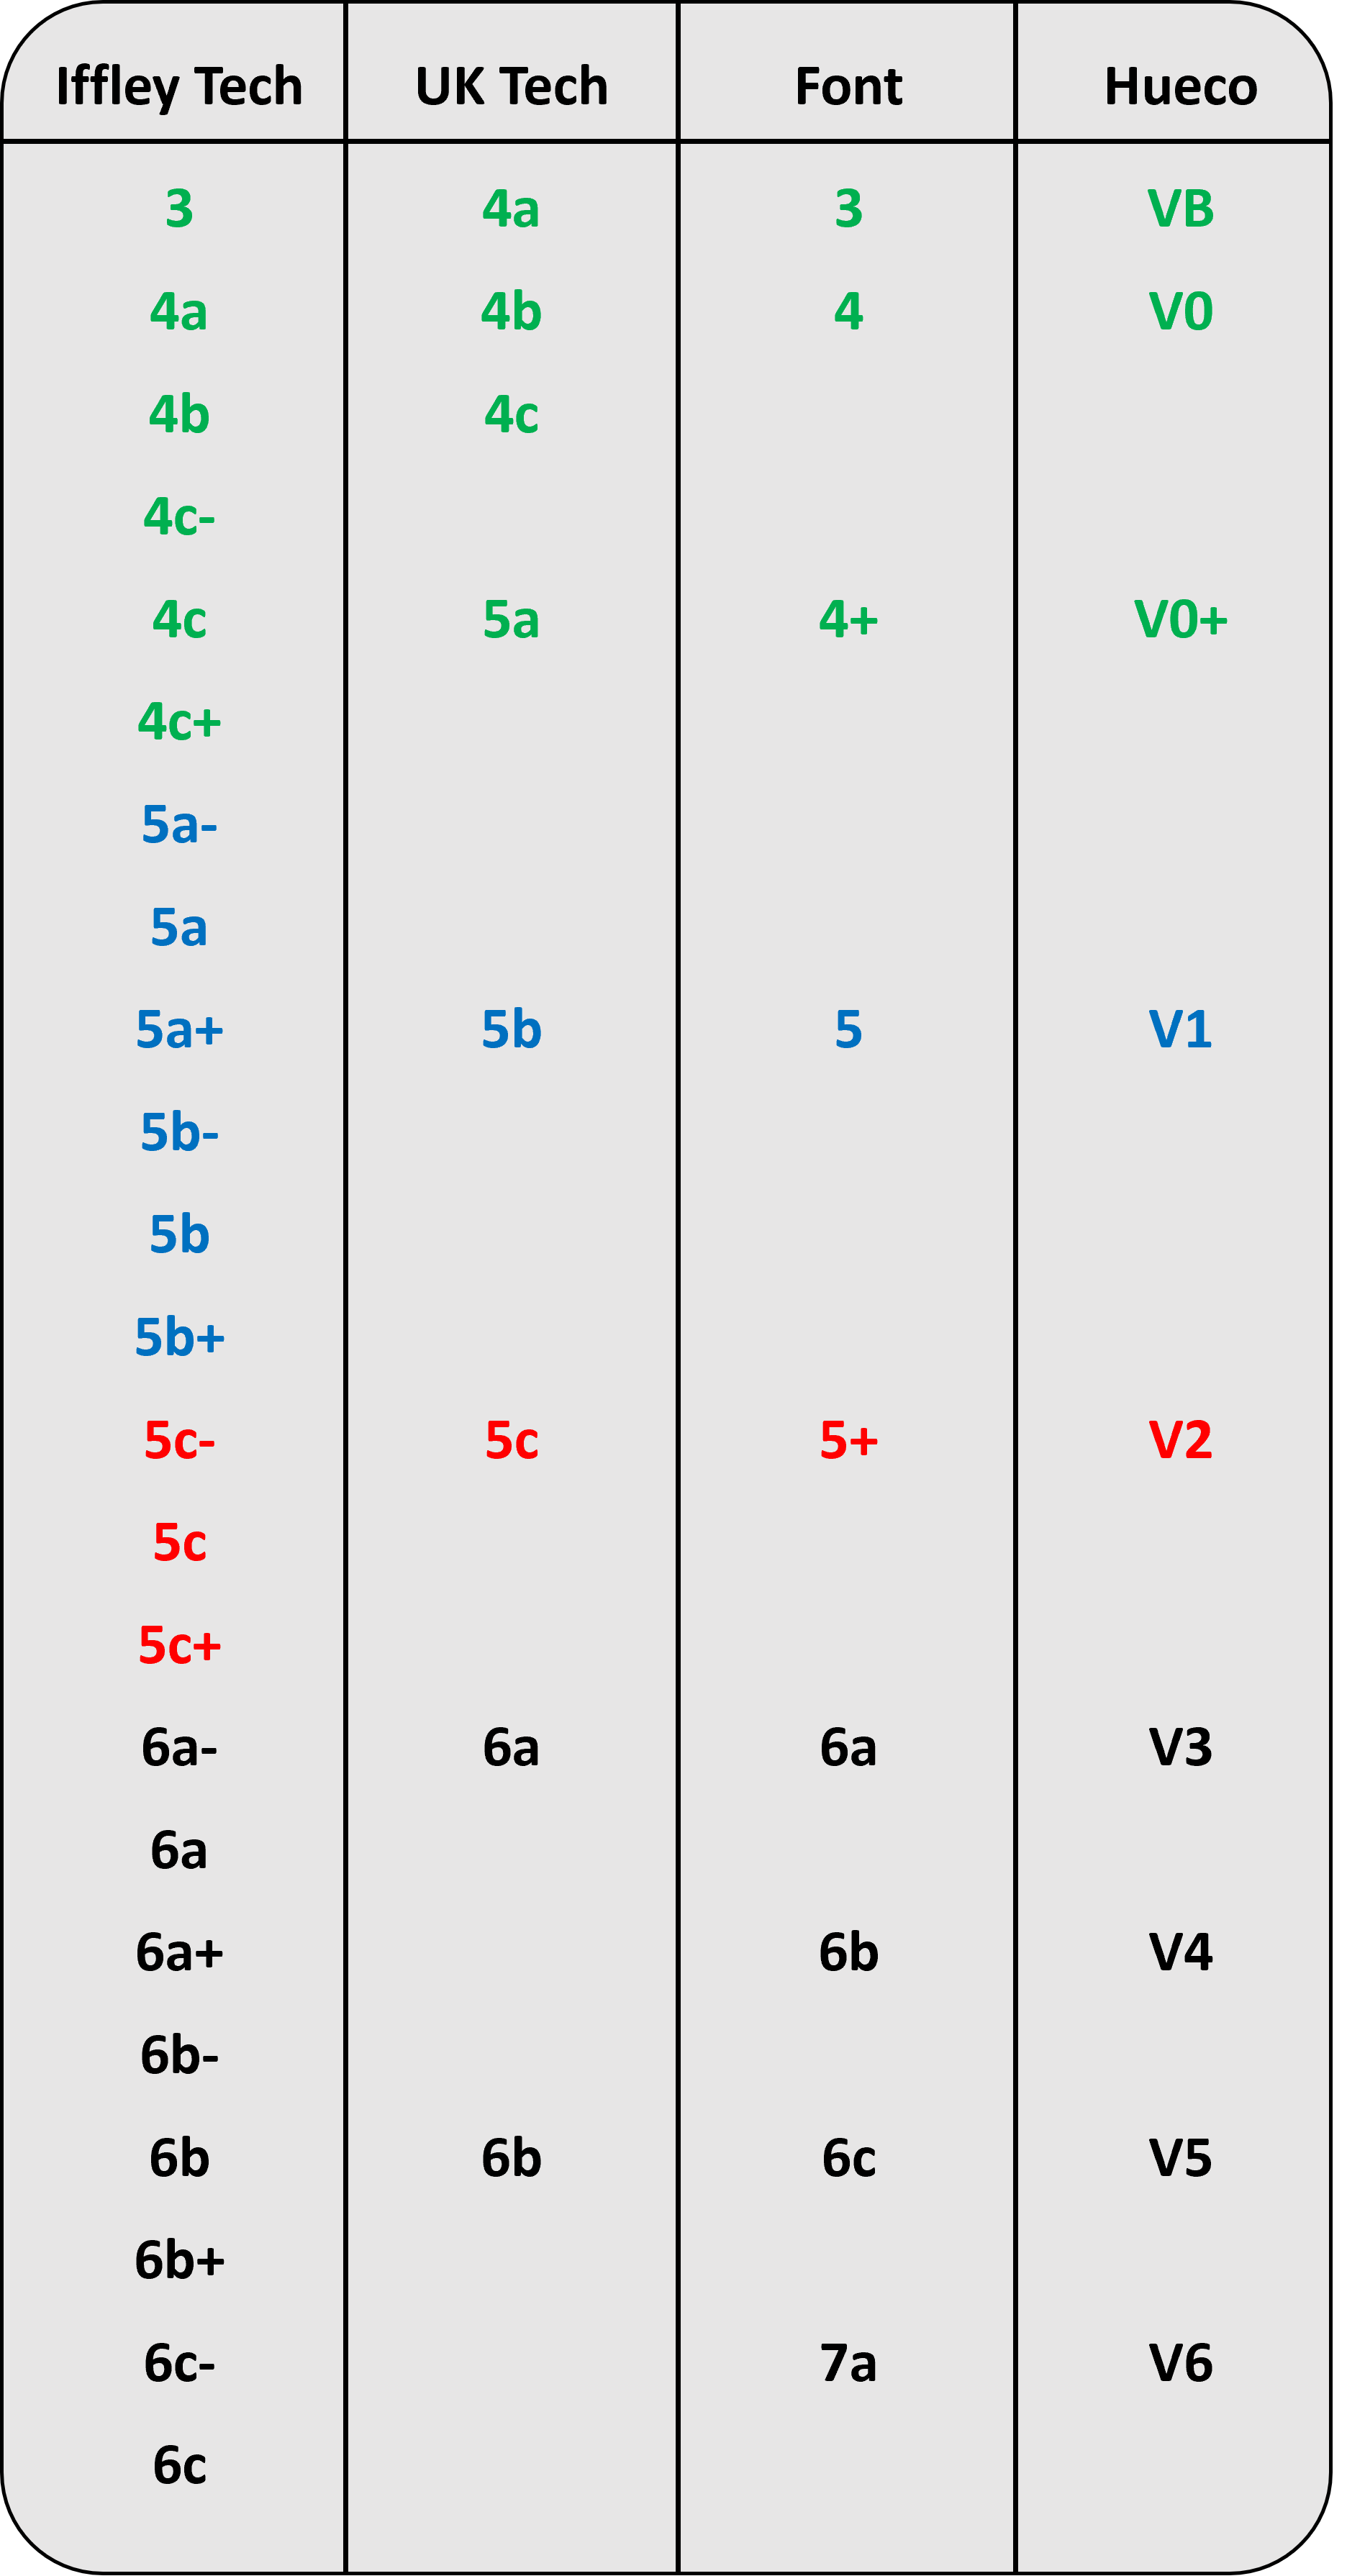 Iffley Tech UK Tech Font Hueco
3 4a 3 VB
4a 4b 4 V0
4b 4c
4c-
4c 5a 4+ V0+
4c+
5a-
5a
5a+ 5b 5 V1
5b-
5b
5b+
5c- 5c 5+ V2
5c
5c+
6a- 6a 6a V3
6a
6a+ 6b V4
6b-
6b 6b 6c V5
6b+
6c- 7a V6
6c